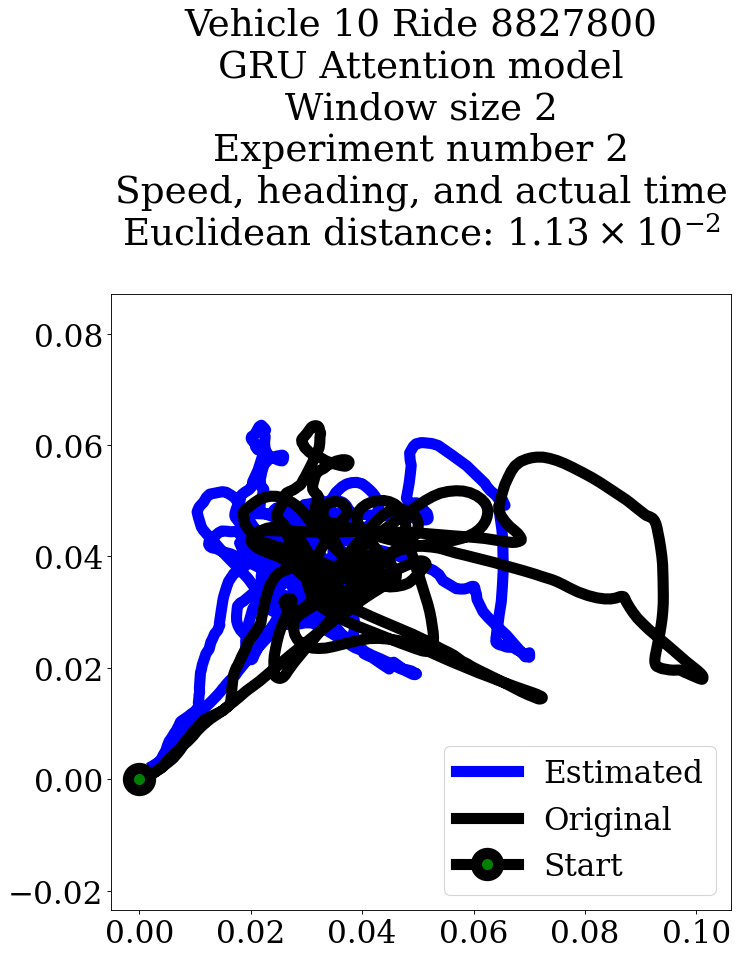 Vehicle 10 Ride 8827800
GRU Attention model
Window size 2
Experiment number 2
Speed, heading, and actual time
Euclidean distance: 1.13 × 10⁻²
0.08
0.06
0.04
0.02
0.00
−0.02
0.00 0.02 0.04 0.06 0.08 0.10
Estimated
Original
Start